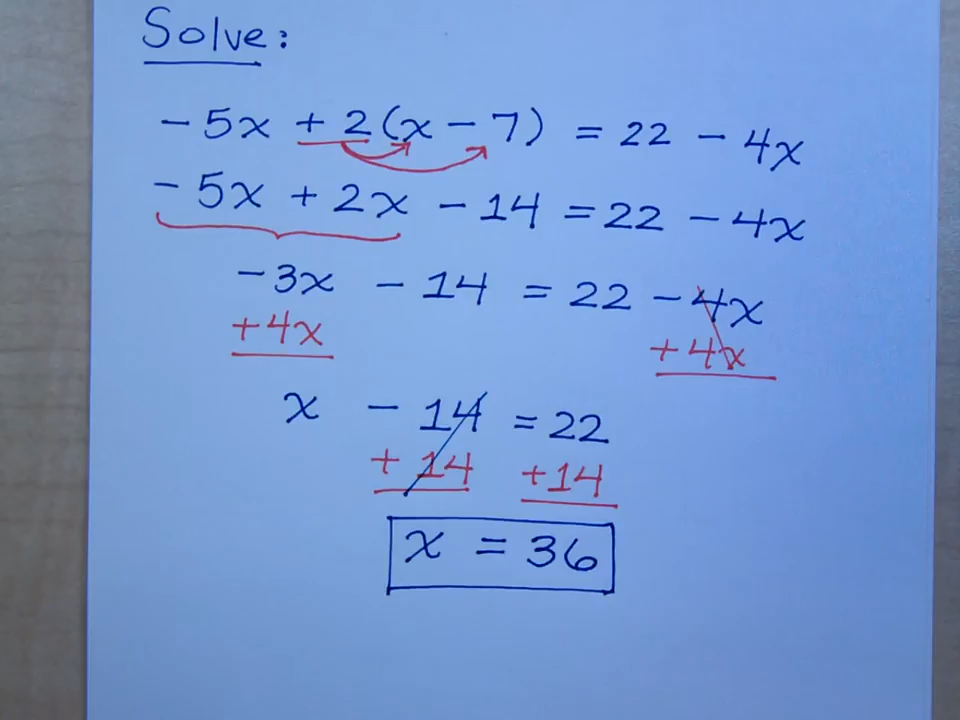 Solve:
-5x + 2(x - 7) = 22 - 4x
-5x + 2x - 14 = 22 - 4x
-3x - 14 = 22 - 4x
+4x +4x
x - 14 = 22
+ 14 +14
x = 36